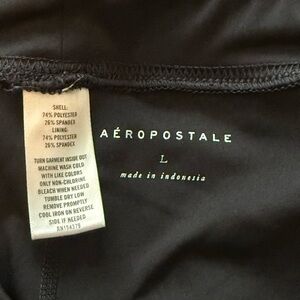 SHELL:
74% POLYESTER
26% SPANDEX
LINING:
74% POLYESTER
26% SPANDEX
TURN GARMENT INSIDE OUT
MACHINE WASH COLD
WITH LIKE COLORS
ONLY NON-CHLORINE
BLEACH WHEN NEEDED
TUMBLE DRY LOW
REMOVE PROMPTLY
COOL IRON ON REVERSE
SIDE IF NEEDED
AÉROPOSTALE
L
made in indonesia